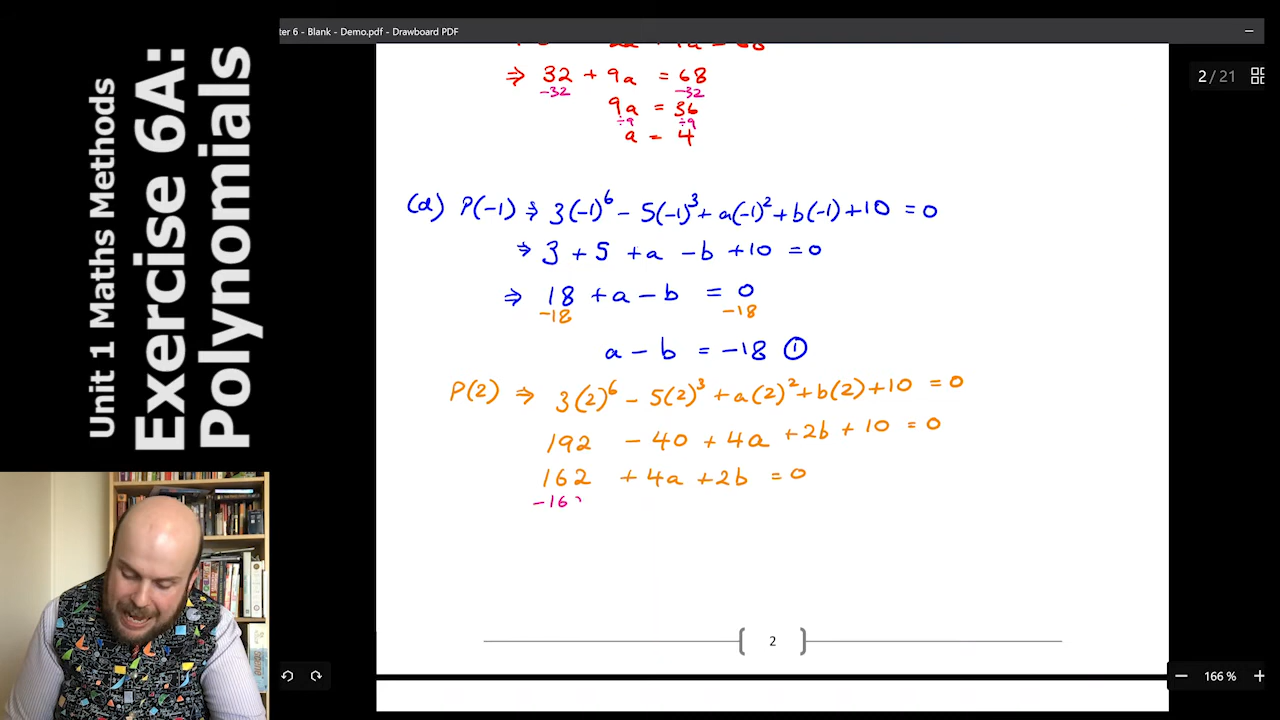 Unit 1 Maths Methods
Exercise 6A:
Polynomials
ter 6 - Blank - Demo.pdf - Drawboard PDF
2 / 21
⇒ 32 + 9a = 68
-32 -32
9a = 36
÷9 ÷9
a = 4
(d) P(-1) ⇒ 3(-1)⁶ - 5(-1)³ + a(-1)² + b(-1) + 10 = 0
⇒ 3 + 5 + a - b + 10 = 0
⇒ 18 + a - b = 0
-18 -18
a - b = -18 ①
P(2) ⇒ 3(2)⁶ - 5(2)³ + a(2)² + b(2) + 10 = 0
192 - 40 + 4a + 2b + 10 = 0
162 + 4a + 2b = 0
-16
2
166 %